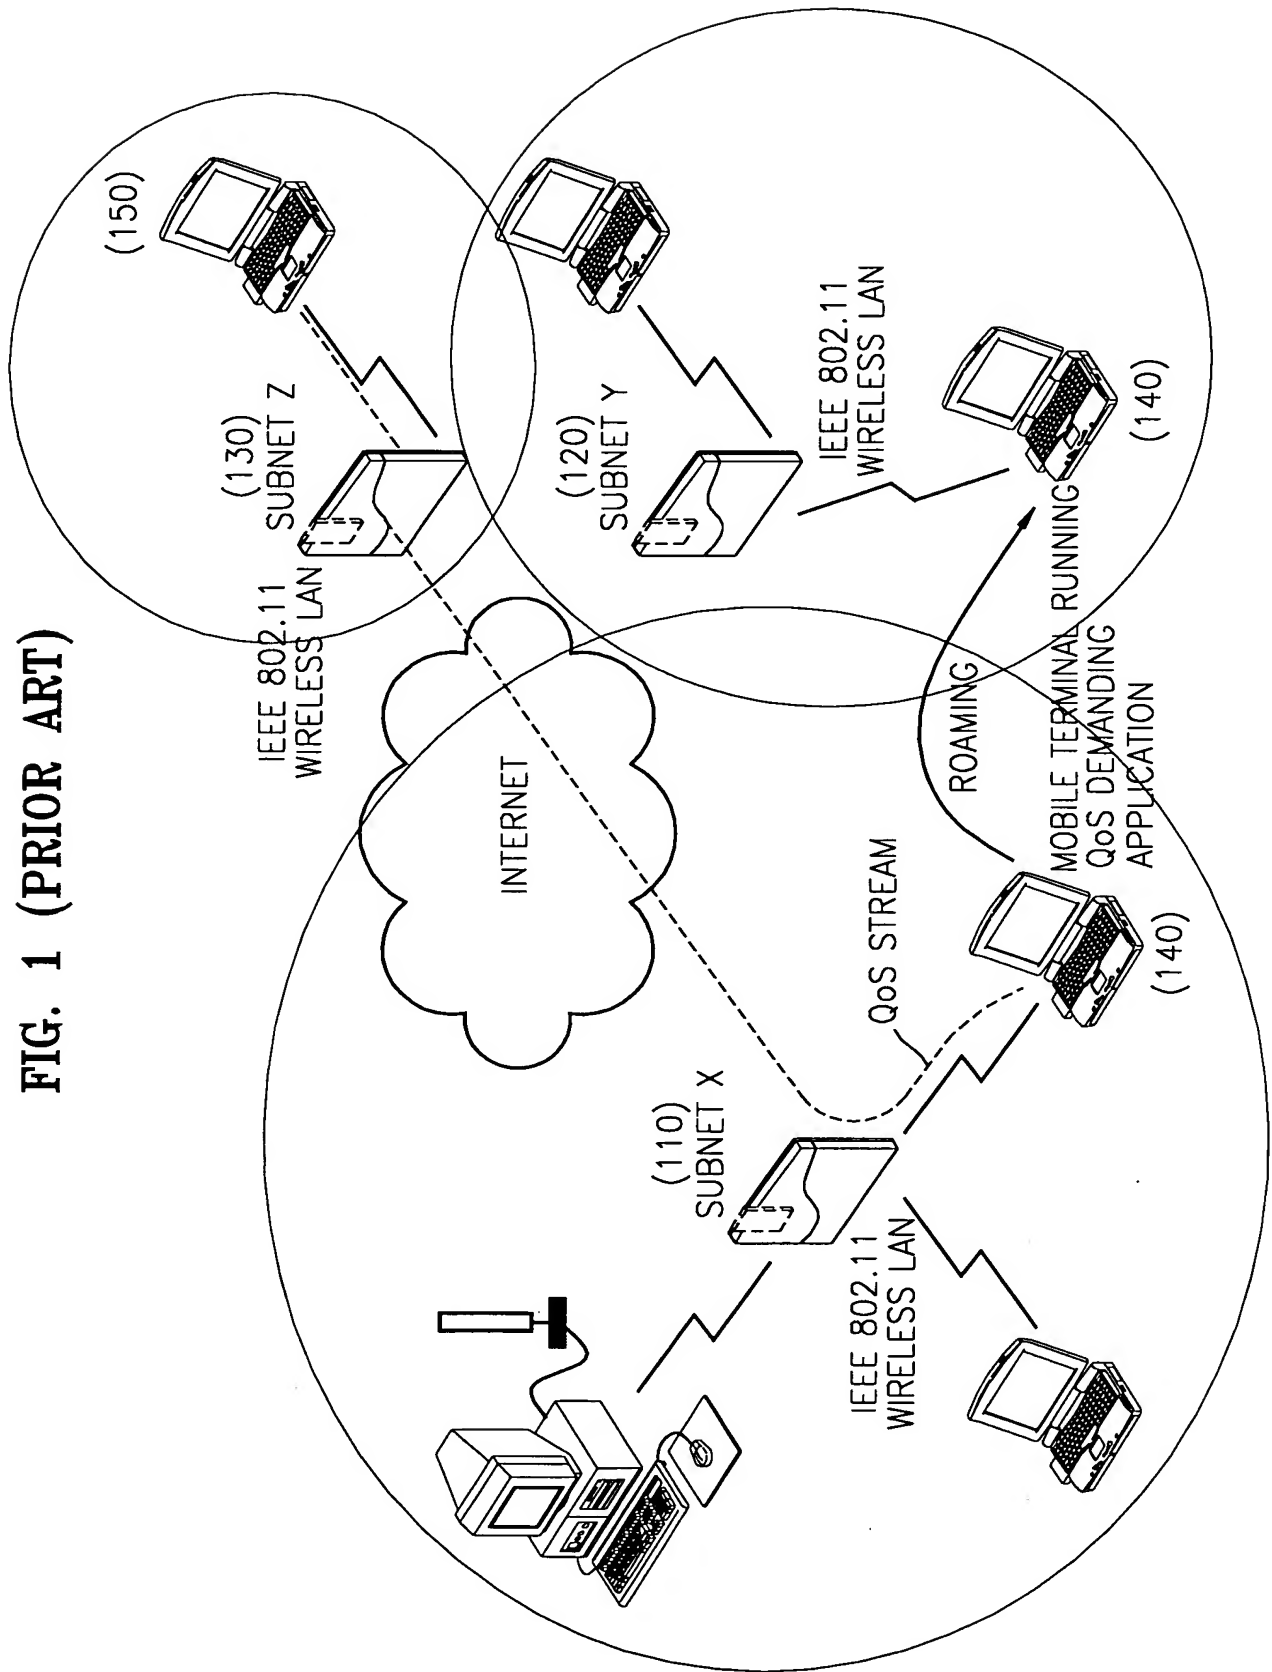 FIG. 1 (PRIOR ART)
(150)
(130)
SUBNET Z
IEEE 802.11
WIRELESS LAN
INTERNET
(120)
SUBNET Y
IEEE 802.11
WIRELESS LAN
(140)
(110)
SUBNET X
IEEE 802.11
WIRELESS LAN
QoS STREAM
ROAMING
MOBILE TERMINAL RUNNING
QoS DEMANDING
APPLICATION
(140)